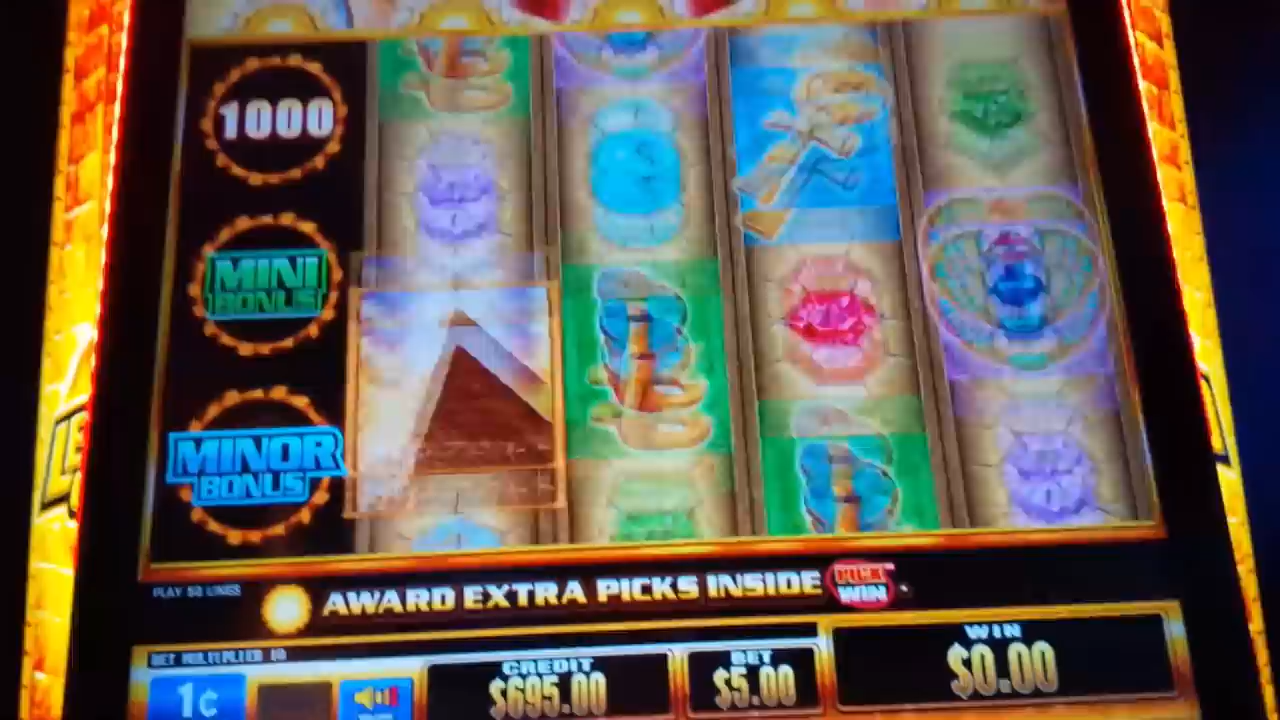 1000
MINI
BONUS
MINOR
BONUS
PLAY 50 LINES
AWARD EXTRA PICKS INSIDE
WIN
BET MULTIPLIER 10
CREDIT
$695.00
BET
$5.00
WIN
$0.00
1¢